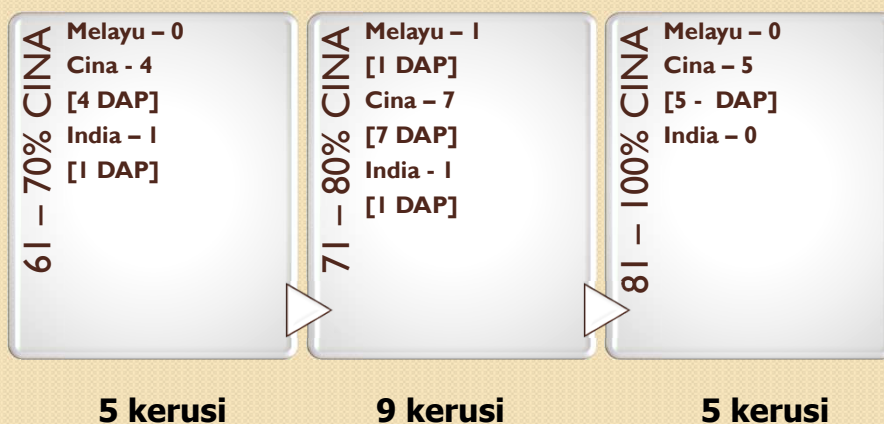 61 – 70% CINA
Melayu – 0
Cina - 4
[4 DAP]
India – 1
[1 DAP]
71 – 80% CINA
Melayu – 1
[1 DAP]
Cina – 7
[7 DAP]
India - 1
[1 DAP]
81 – 100% CINA
Melayu – 0
Cina – 5
[5 - DAP]
India – 0
5 kerusi
9 kerusi
5 kerusi